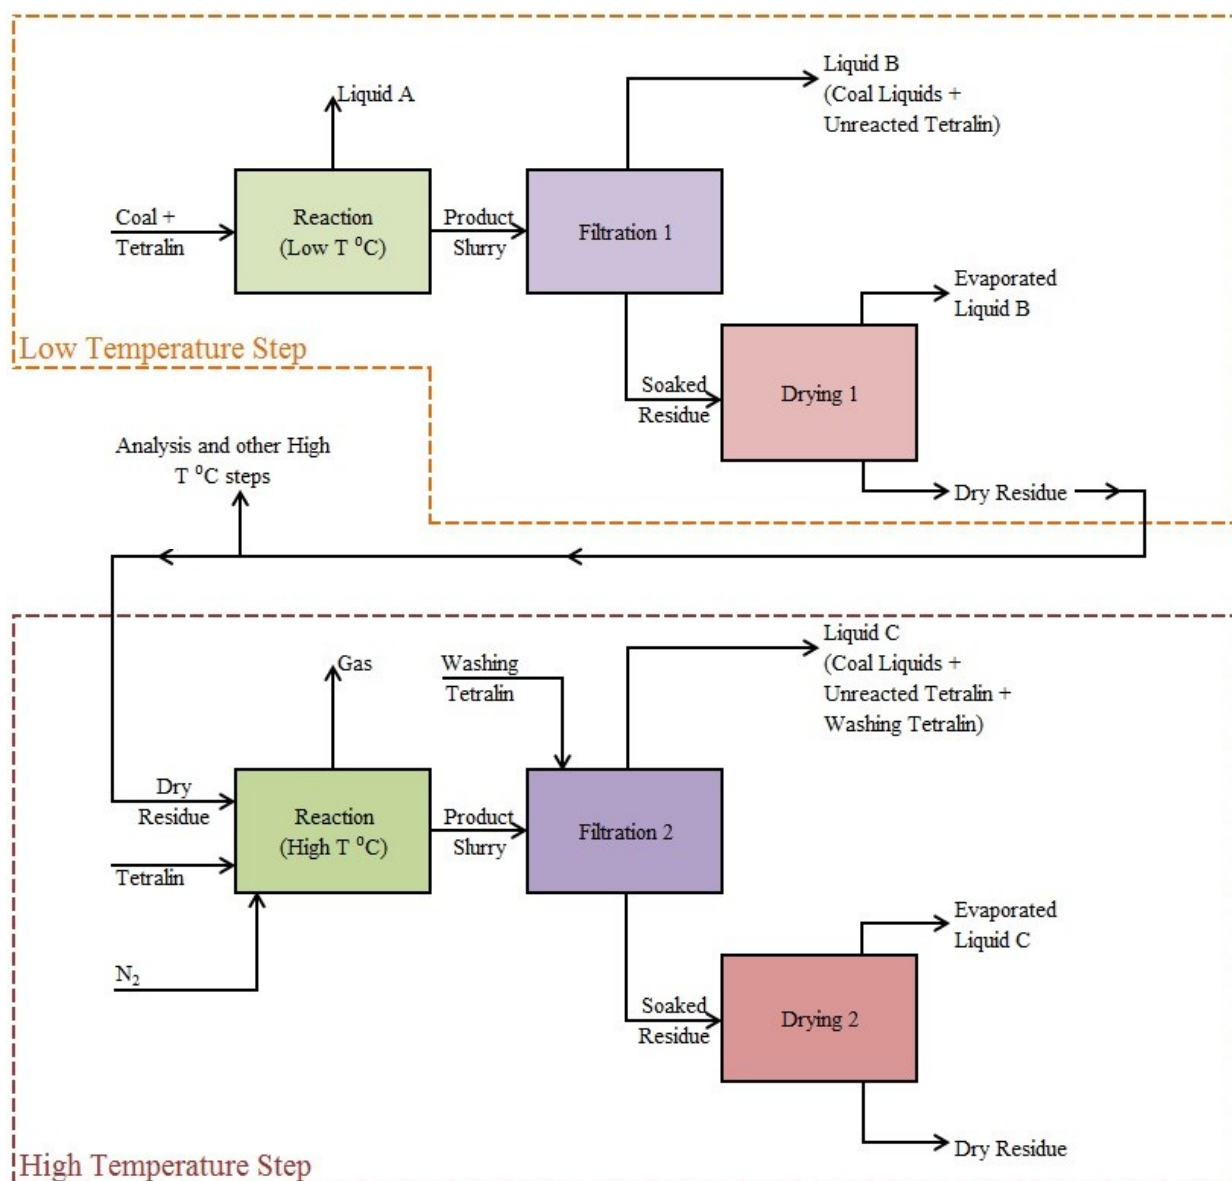 Liquid A
Liquid B
(Coal Liquids +
Unreacted Tetralin)
Coal +
Tetralin
Reaction
(Low T ⁰C)
Product
Slurry
Filtration 1
Evaporated
Liquid B
Low Temperature Step
Soaked
Residue
Drying 1
Analysis and other High
T ⁰C steps
Dry Residue
Gas
Washing
Tetralin
Liquid C
(Coal Liquids +
Unreacted Tetralin +
Washing Tetralin)
Dry
Residue
Tetralin
N₂
Reaction
(High T ⁰C)
Product
Slurry
Filtration 2
Evaporated
Liquid C
Soaked
Residue
Drying 2
Dry Residue
High Temperature Step